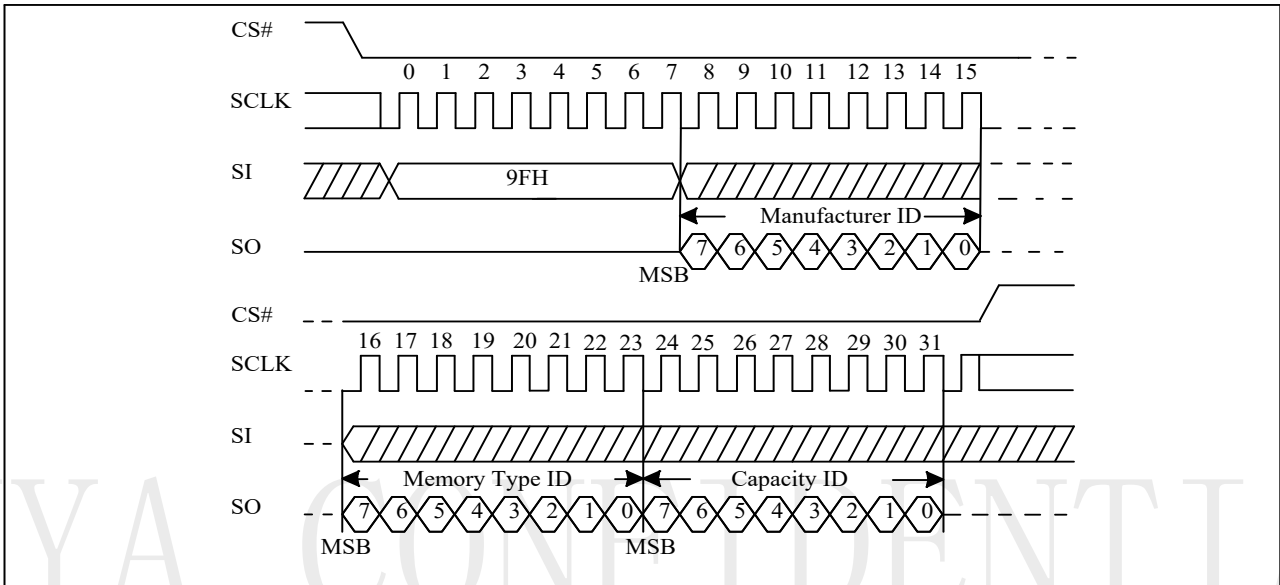 CS#
0 1 2 3 4 5 6 7 8 9 10 11 12 13 14 15
SCLK
SI
9FH
Manufacturer ID
SO
7 6 5 4 3 2 1 0
MSB
CS#
16 17 18 19 20 21 22 23 24 25 26 27 28 29 30 31
SCLK
SI
Memory Type ID Capacity ID
SO
7 6 5 4 3 2 1 0 7 6 5 4 3 2 1 0
MSB MSB
YA CONFIDENTI